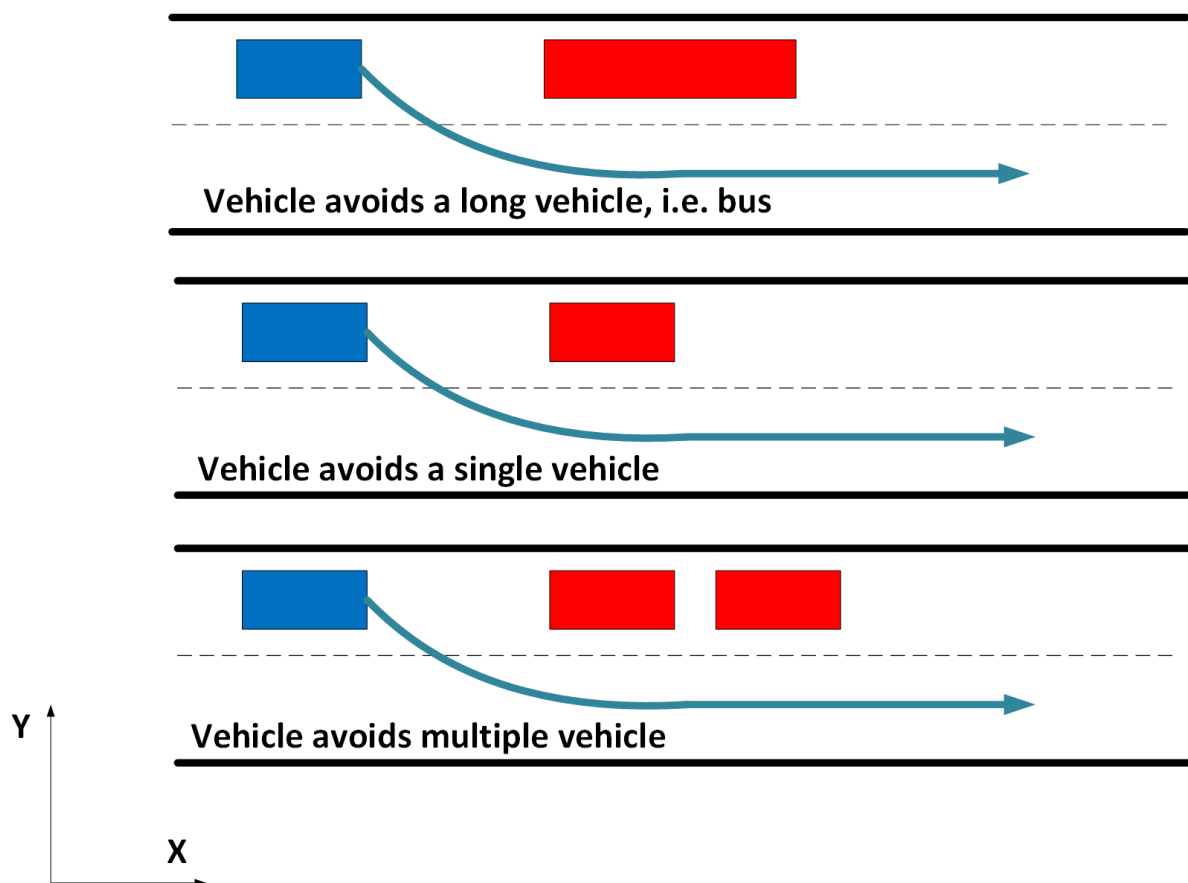 Vehicle avoids a long vehicle, i.e. bus
Vehicle avoids a single vehicle
Vehicle avoids multiple vehicle
Y
X